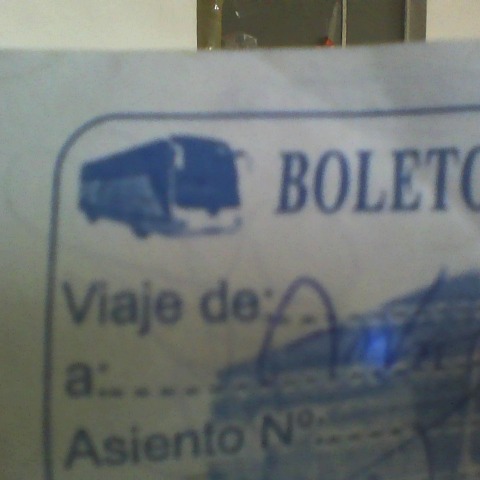 BOLETO
Viaje de:
a:
Asiento Nº: